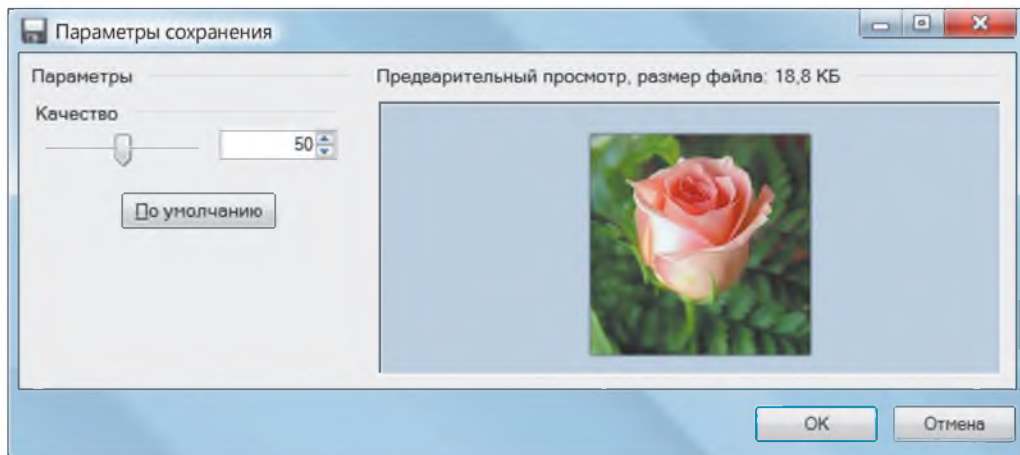 Параметры сохранения
Параметры
Предварительный просмотр, размер файла: 18,8 КБ
Качество
50
По умолчанию
OK
Отмена